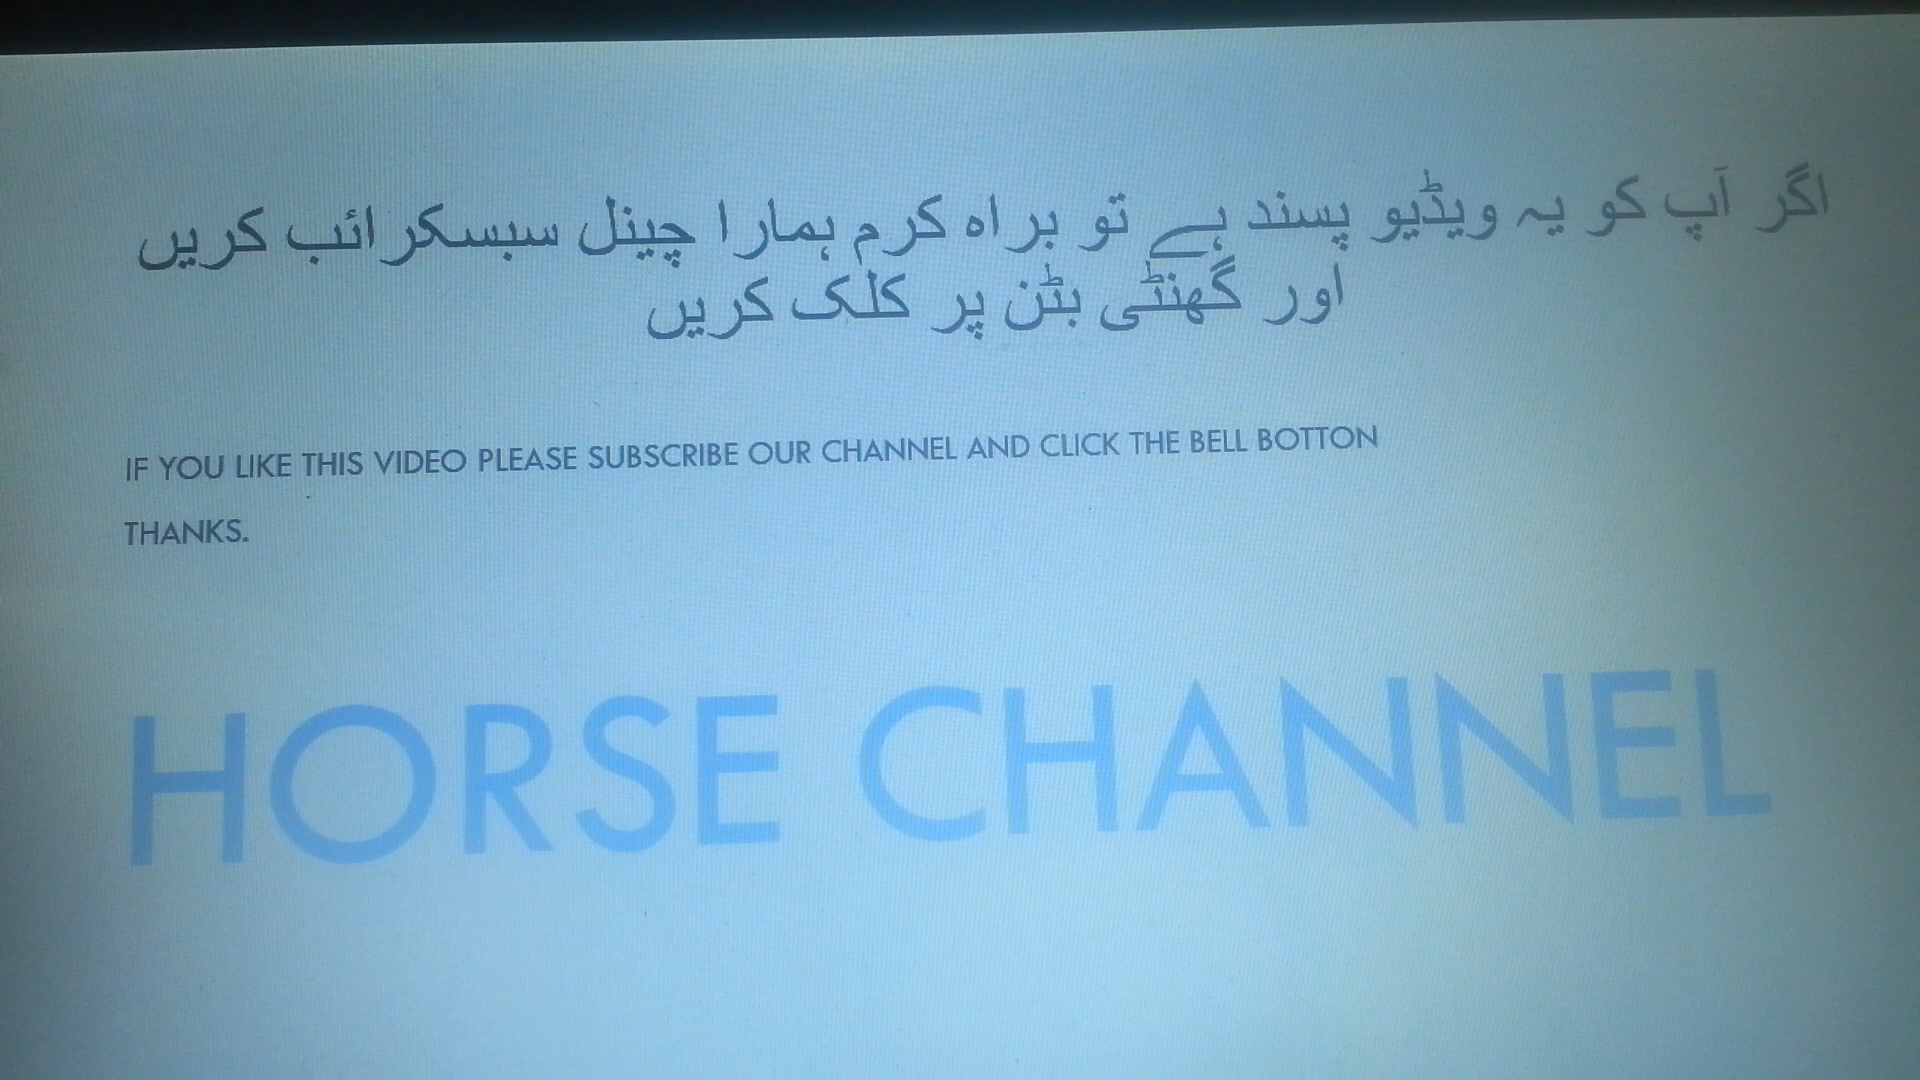 اگر آپ کو یہ ویڈیو پسند ہے تو براہ کرم ہمارا چینل سبسکرائب کریں
اور گھنٹی بٹن پر کلک کریں
IF YOU LIKE THIS VIDEO PLEASE SUBSCRIBE OUR CHANNEL AND CLICK THE BELL BOTTON
THANKS.
HORSE CHANNEL